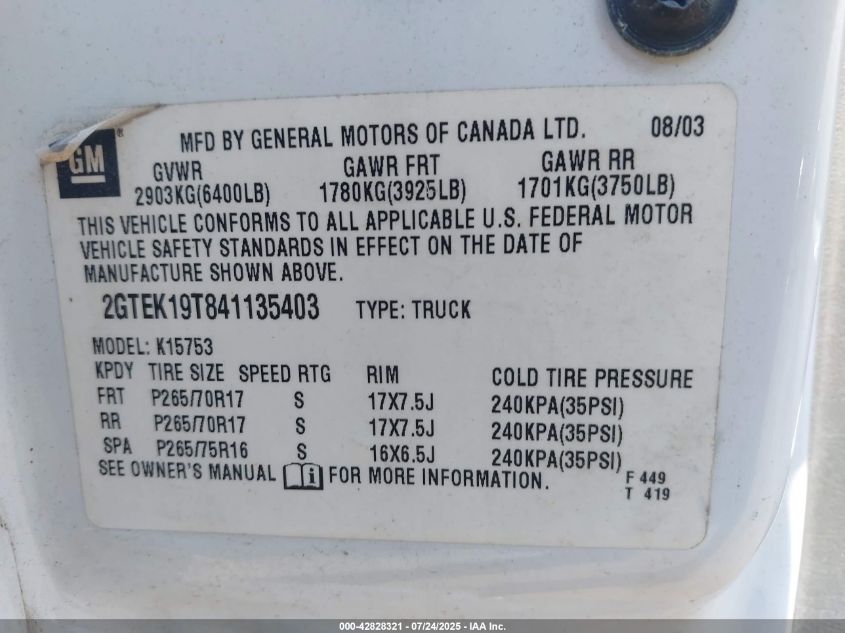 GM ®
MFD BY GENERAL MOTORS OF CANADA LTD. 08/03
GVWR GAWR FRT GAWR RR
2903KG(6400LB) 1780KG(3925LB) 1701KG(3750LB)
THIS VEHICLE CONFORMS TO ALL APPLICABLE U.S. FEDERAL MOTOR
VEHICLE SAFETY STANDARDS IN EFFECT ON THE DATE OF
MANUFACTURE SHOWN ABOVE.
2GTEK19T841135403 TYPE: TRUCK
MODEL: K15753
KPDY TIRE SIZE SPEED RTG RIM COLD TIRE PRESSURE
FRT P265/70R17 S 17X7.5J 240KPA(35PSI)
RR P265/70R17 S 17X7.5J 240KPA(35PSI)
SPA P265/75R16 S 16X6.5J 240KPA(35PSI)
SEE OWNER'S MANUAL i FOR MORE INFORMATION.
F 449
T 419
000-42828321 | 07/24/2025 - IAA Inc.